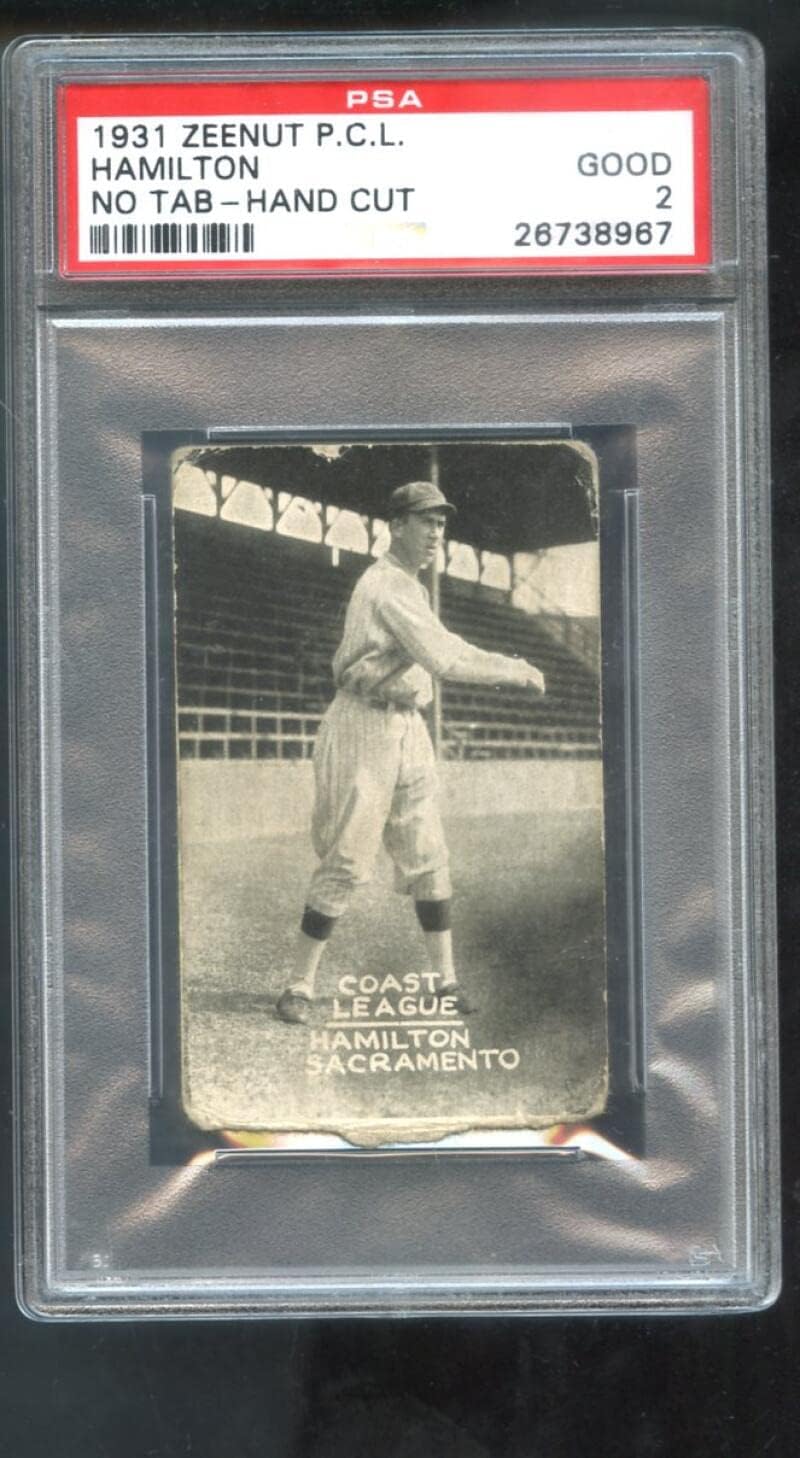 PSA
1931 ZEENUT P.C.L.
HAMILTON GOOD
NO TAB-HAND CUT 2
26738967
COAST
LEAGUE
HAMILTON
SACRAMENTO